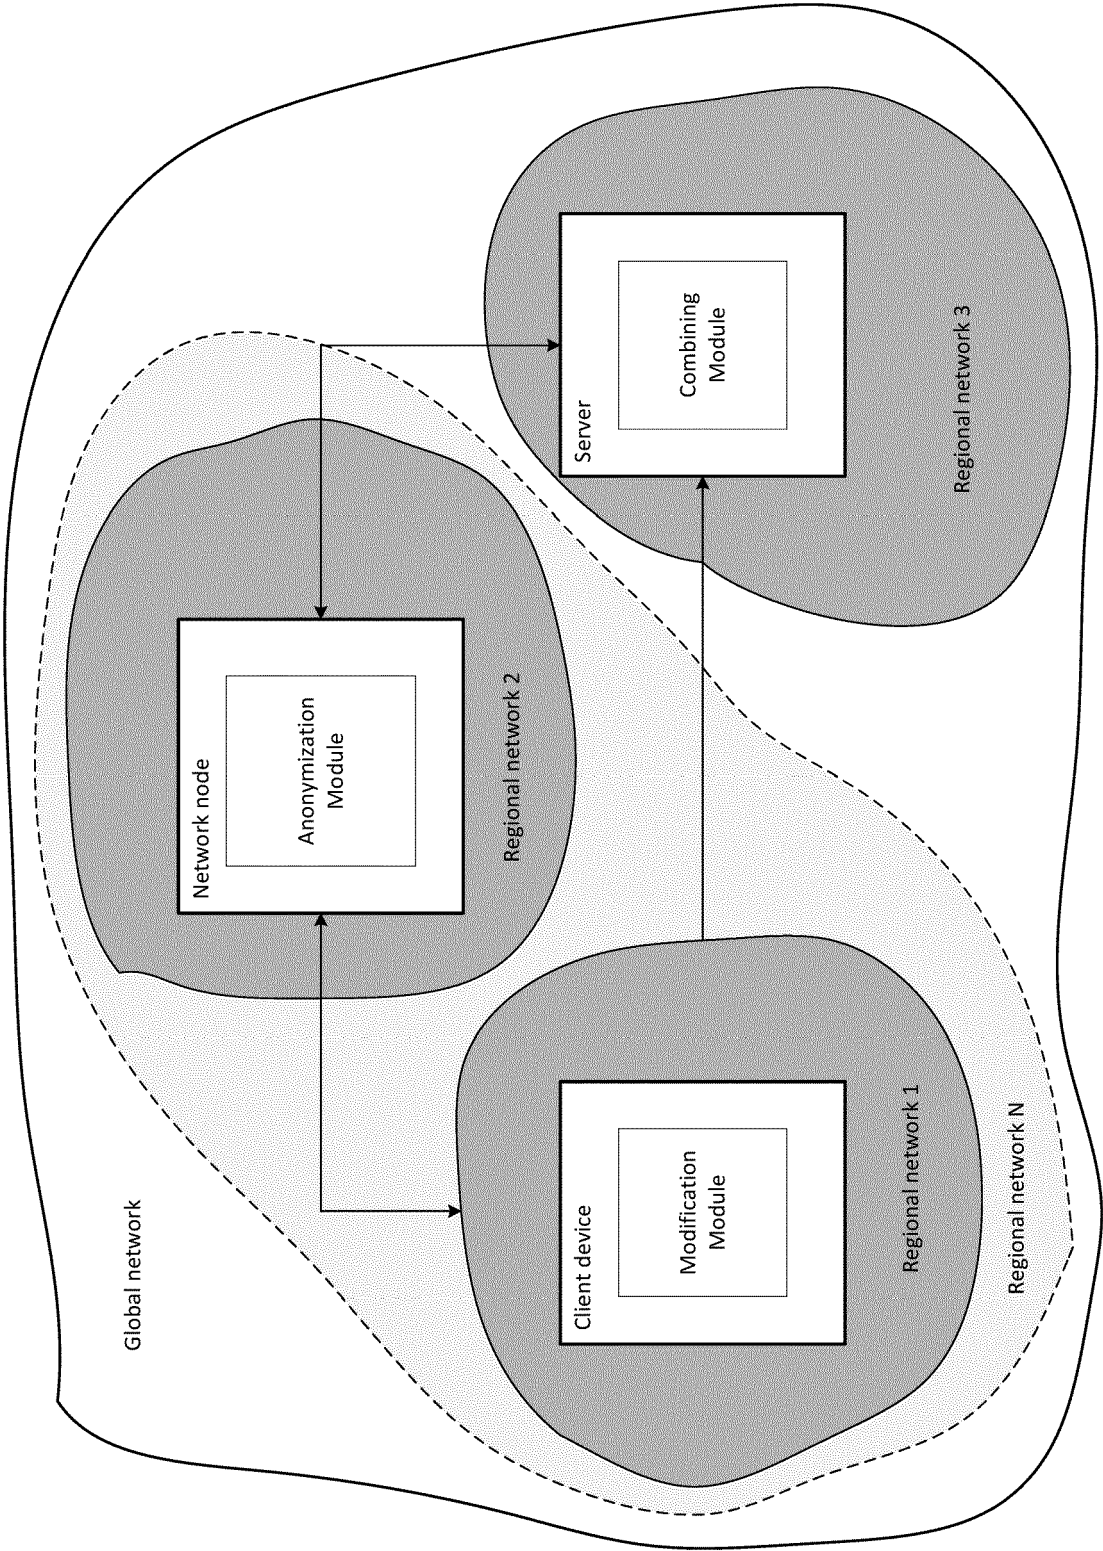 Global network
Network node
Anonymization
Module
Regional network 2
Client device
Modification
Module
Regional network 1
Regional network N
Server
Combining
Module
Regional network 3